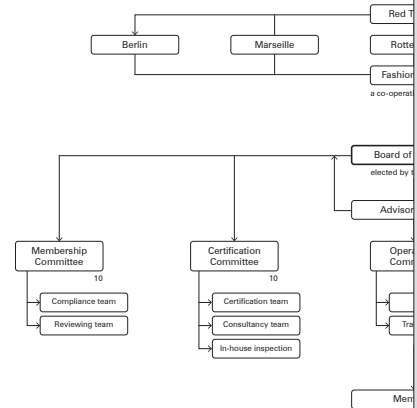 Red T
Berlin
Marseille
Rotte
Fashion
a co-operati
Board of
elected by t
Advisor
Membership
Committee
10
Certification
Committee
10
Opera
Comm
Compliance team
Certification team
Reviewing team
Consultancy team
Tra
In-house inspection
Mem